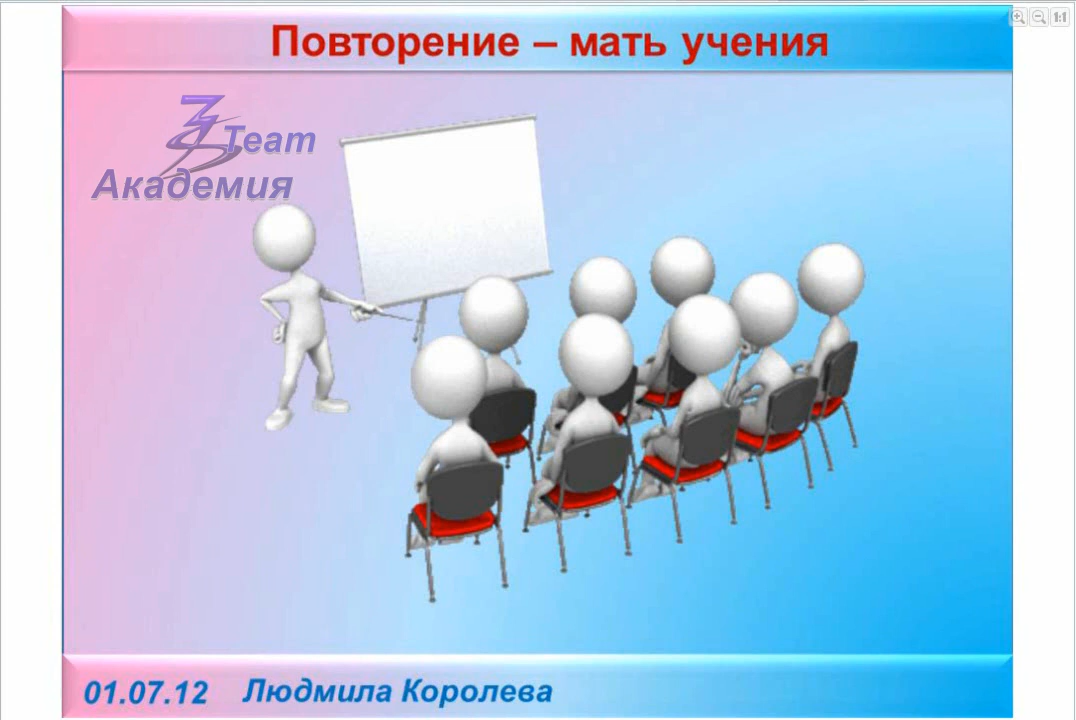 Повторение – мать учения
Team
Академия
01.07.12 Людмила Королева